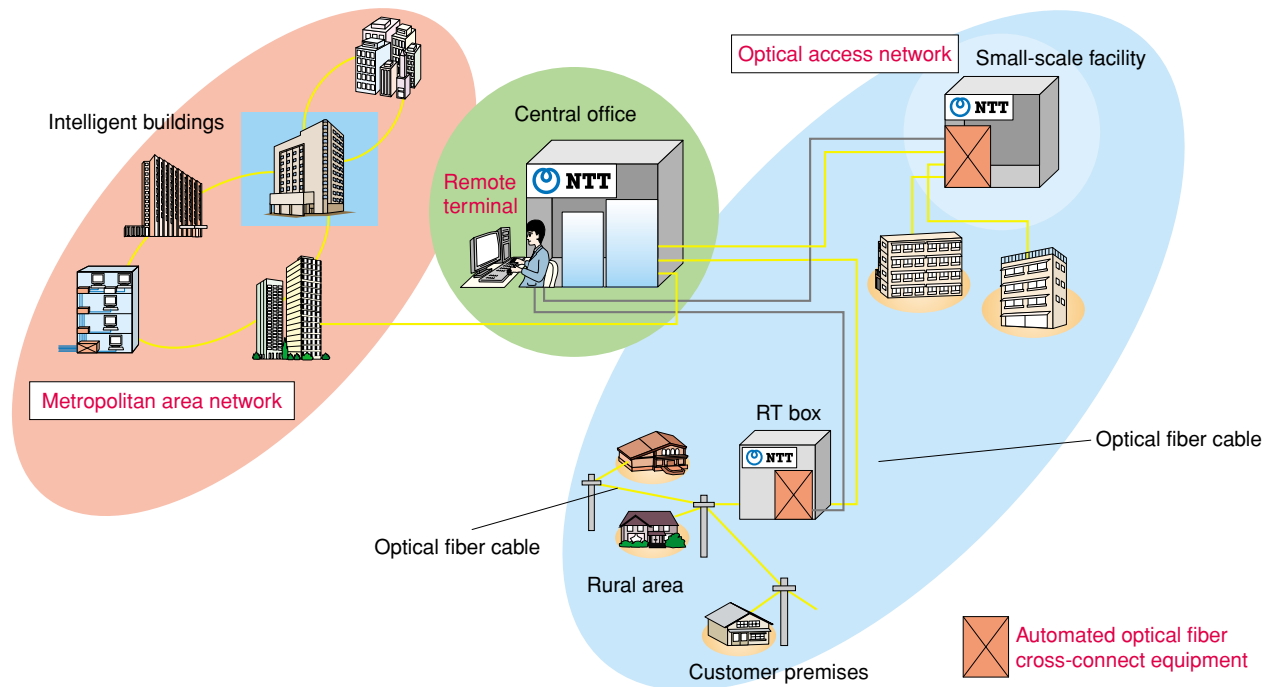 Optical access network
Small-scale facility
NTT
Intelligent buildings
Central office
NTT
Remote
terminal
Metropolitan area network
RT box
NTT
Optical fiber cable
Optical fiber cable
Rural area
Customer premises
Automated optical fiber
cross-connect equipment